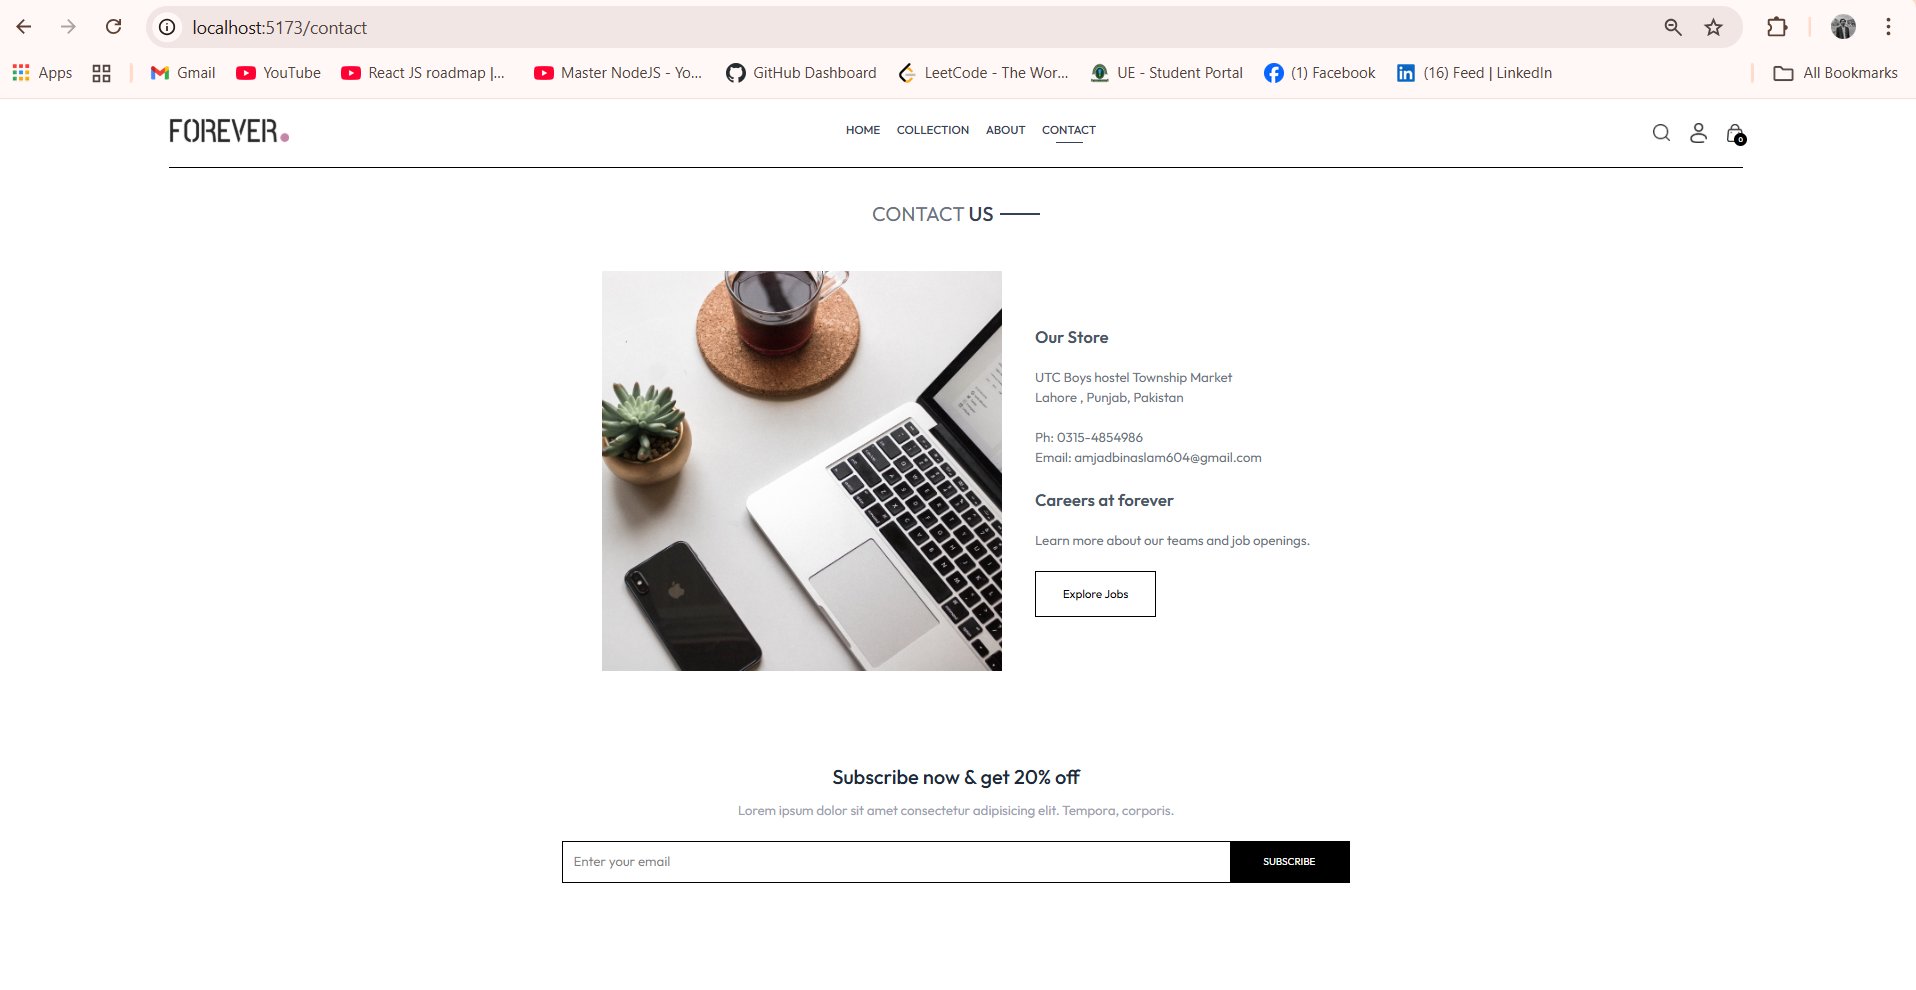 localhost:5173/contact
Apps Gmail YouTube React JS roadmap |... Master NodeJS - Yo... GitHub Dashboard LeetCode - The Wor... UE - Student Portal (1) Facebook (16) Feed | LinkedIn All Bookmarks
FOREVER. HOME COLLECTION ABOUT CONTACT 0
CONTACT US
Our Store
UTC Boys hostel Township Market
Lahore , Punjab, Pakistan
Ph: 0315-4854986
Email: amjadbinaslam604@gmail.com
Careers at forever
Learn more about our teams and job openings.
Explore Jobs
Subscribe now & get 20% off
Lorem ipsum dolor sit amet consectetur adipisicing elit. Tempora, corporis.
Enter your email SUBSCRIBE